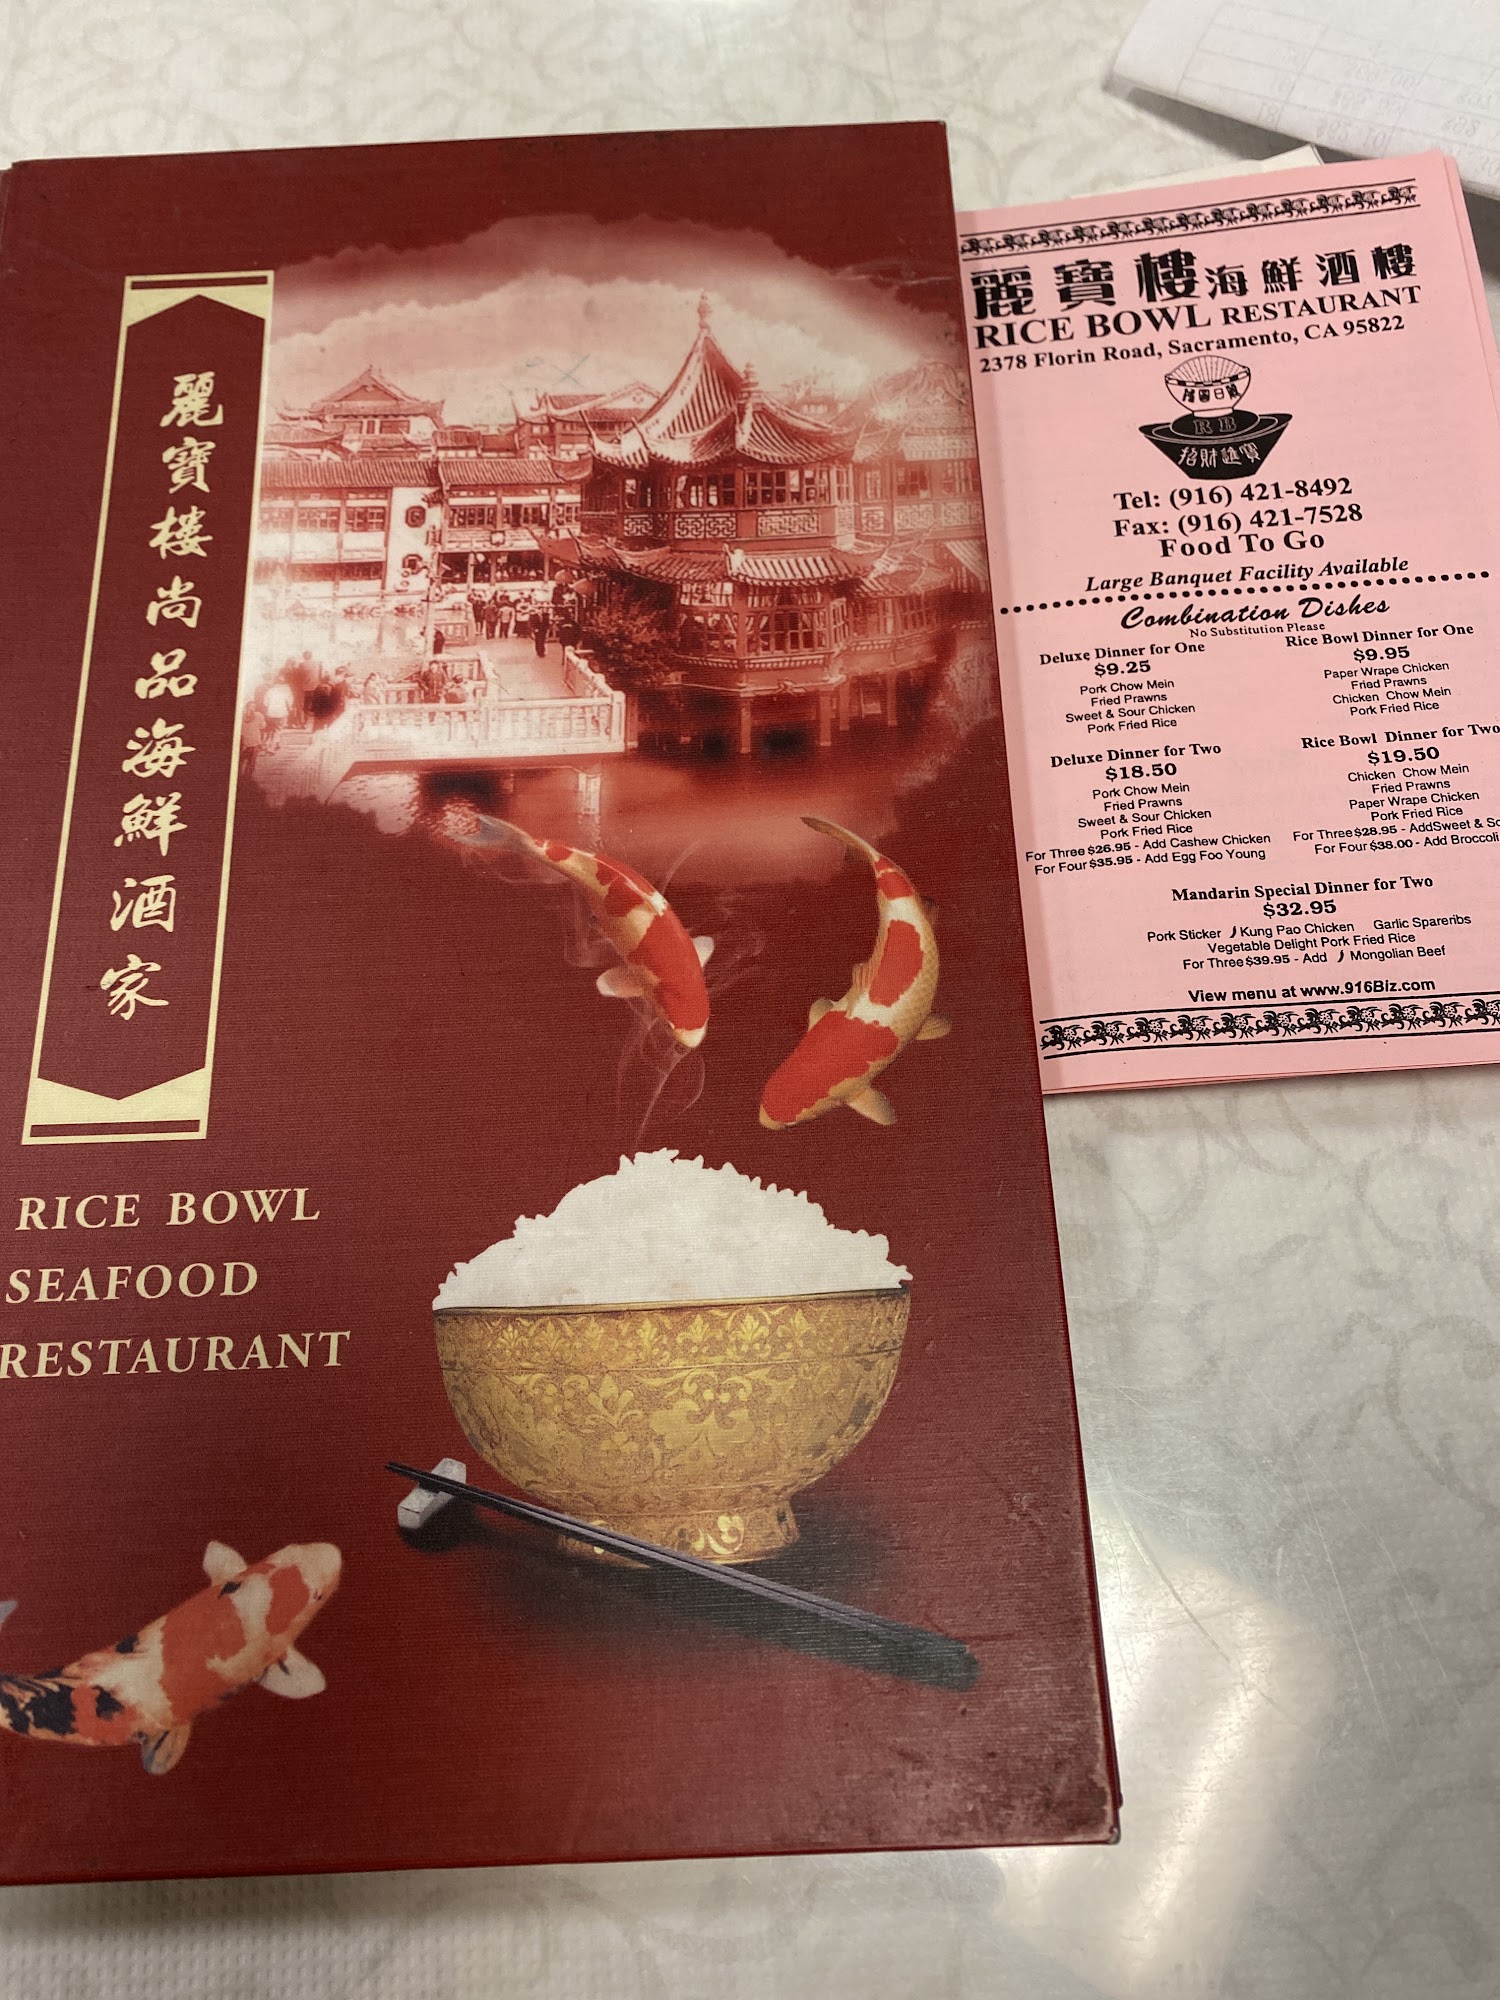 麗寶樓尚品海鮮酒家
RICE BOWL
SEAFOOD
RESTAURANT
麗寶樓海鮮酒樓
RICE BOWL RESTAURANT
2378 Florin Road, Sacramento, CA 95822
RB
招財進寶
Tel: (916) 421-8492
Fax: (916) 421-7528
Food To Go
Large Banquet Facility Available
Combination Dishes
No Substitution Please
Deluxe Dinner for One
$9.25
Pork Chow Mein
Fried Prawns
Sweet & Sour Chicken
Pork Fried Rice
Rice Bowl Dinner for One
$9.95
Paper Wrape Chicken
Fried Prawns
Chicken Chow Mein
Pork Fried Rice
Deluxe Dinner for Two
$18.50
Pork Chow Mein
Fried Prawns
Sweet & Sour Chicken
Pork Fried Rice
For Three $26.95 - Add Cashew Chicken
For Four $35.95 - Add Egg Foo Young
Rice Bowl Dinner for Two
$19.50
Chicken Chow Mein
Fried Prawns
Paper Wrape Chicken
Pork Fried Rice
For Three $28.95 - AddSweet & So
For Four $38.00 - Add Broccoli
Mandarin Special Dinner for Two
$32.95
Pork Sticker Kung Pao Chicken Garlic Spareribs
Vegetable Delight Pork Fried Rice
For Three $39.95 - Add Mongolian Beef
View menu at www.916Biz.com